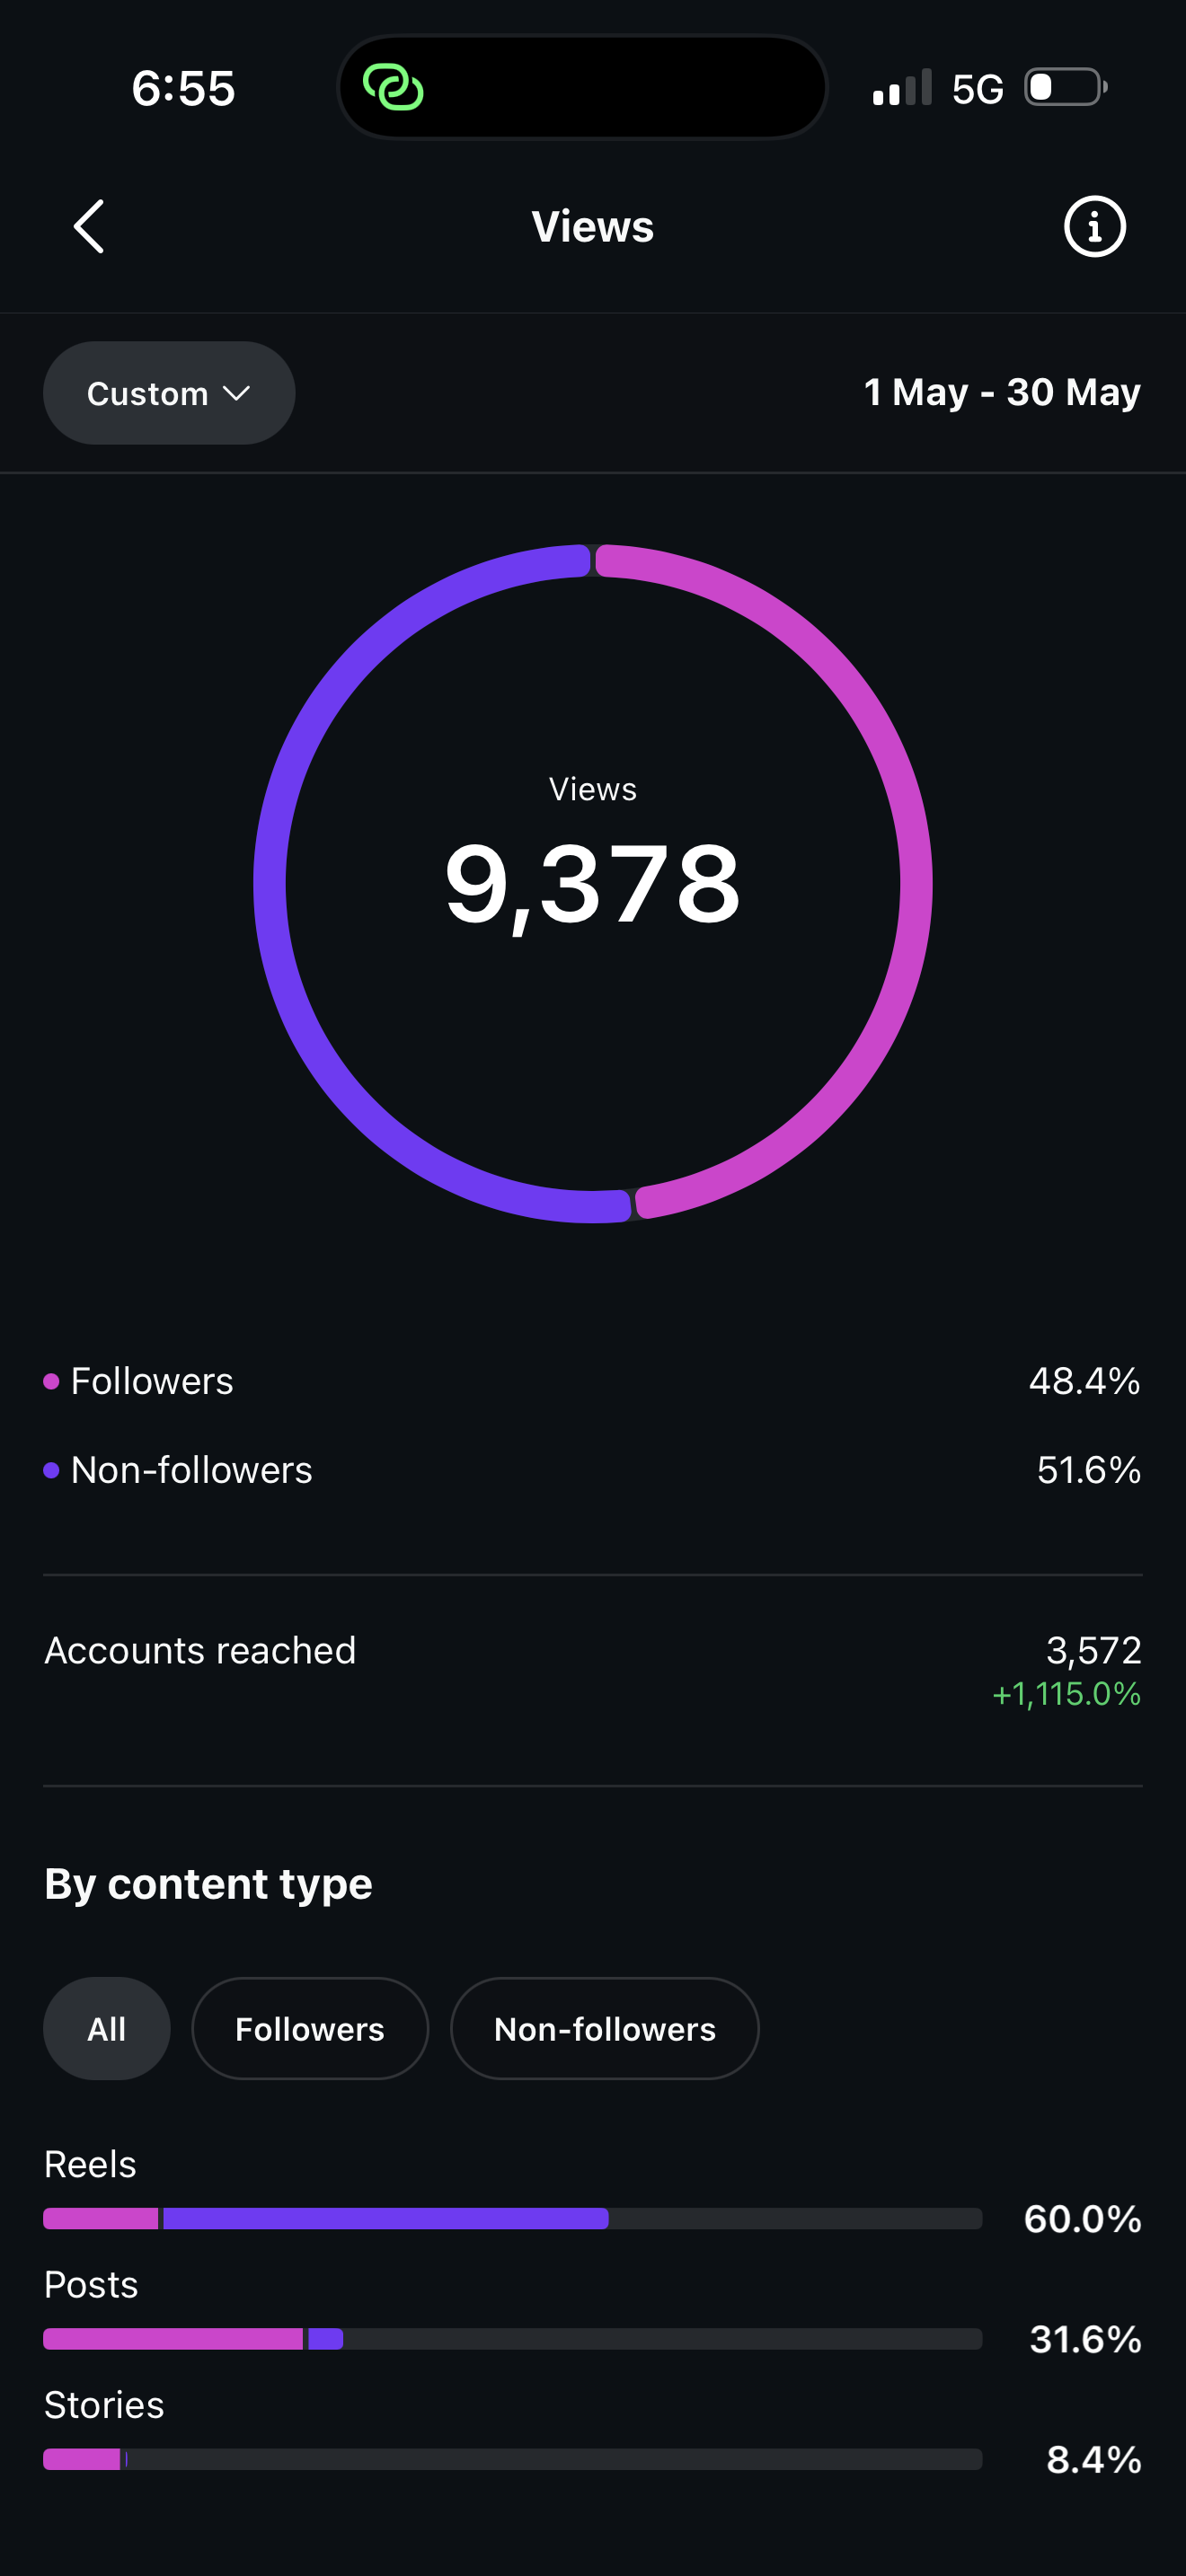 6:55
5G
Views
Custom
1 May - 30 May
Views
9,378
Followers 48.4%
Non-followers 51.6%
Accounts reached 3,572
+1,115.0%
By content type
All Followers Non-followers
Reels
60.0%
Posts
31.6%
Stories
8.4%